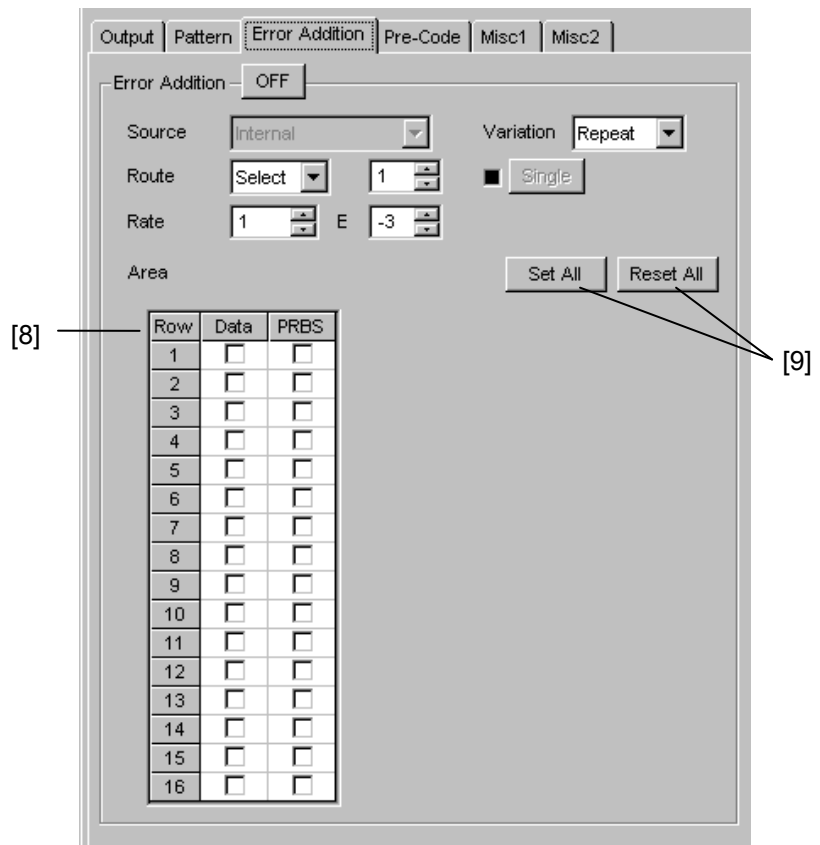 Output Pattern Error Addition Pre-Code Misc1 Misc2
Error Addition OFF
Source Internal Variation Repeat
Route Select 1 Single
Rate 1 E -3
Area Set All Reset All
[8] Row Data PRBS
[9]
1
2
3
4
5
6
7
8
9
10
11
12
13
14
15
16